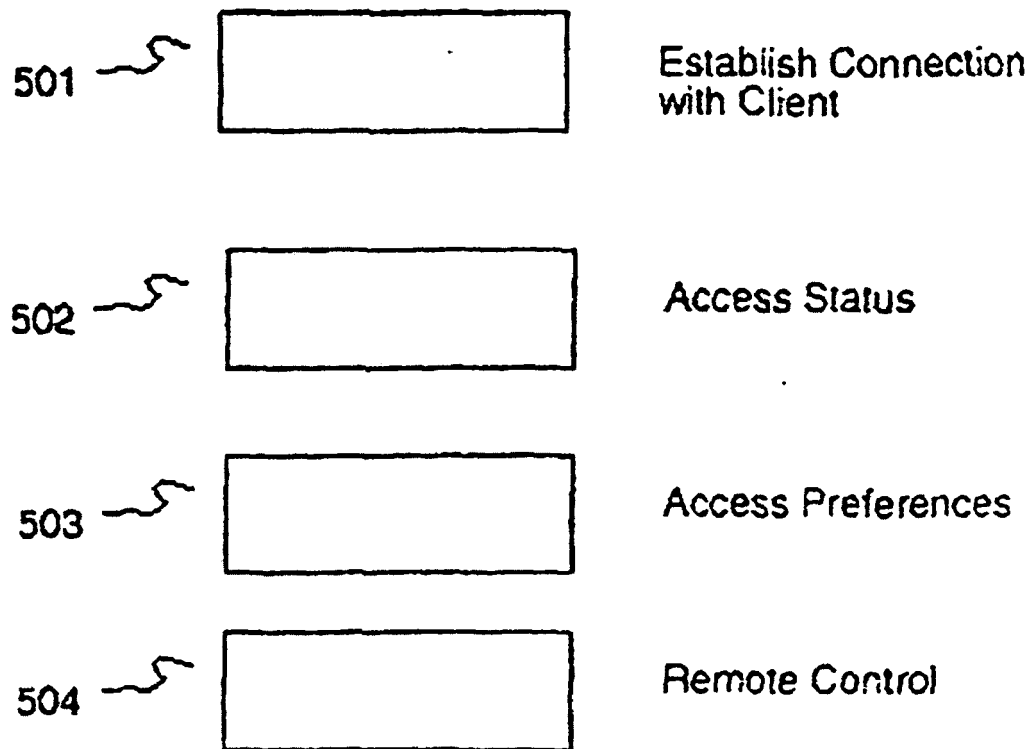 501 Establish Connection
with Client
502 Access Status
503 Access Preferences
504 Remote Control